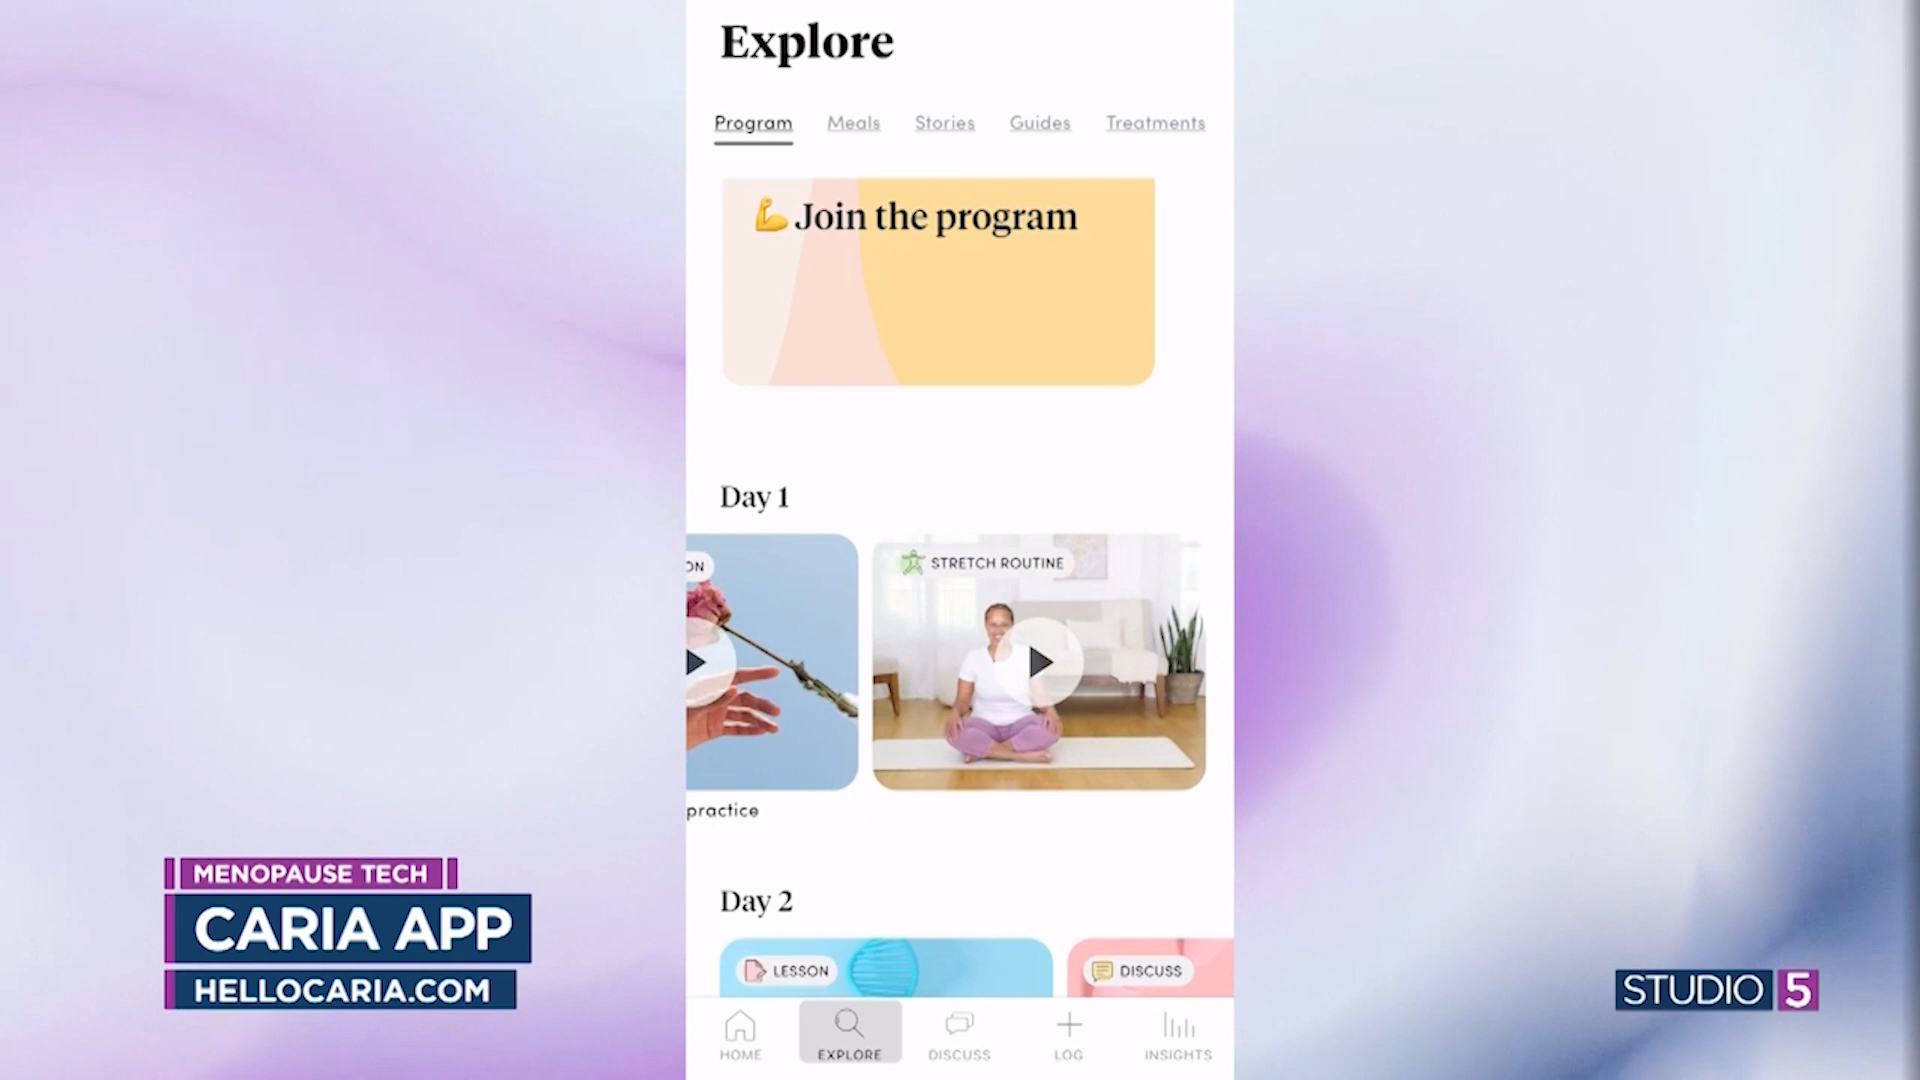 Explore
Program Meals Stories Guides Treatments
Join the program
Day 1
ON
STRETCH ROUTINE
practice
Day 2
LESSON
DISCUSS
HOME EXPLORE DISCUSS LOG INSIGHTS
MENOPAUSE TECH
CARIA APP
HELLOCARIA.COM
STUDIO 5